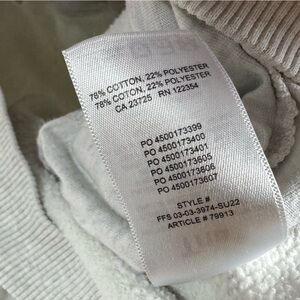 78% COTTON, 22% POLYESTER
78% COTON, 22% POLYESTER
CA 23725 RN 122354
PO 4500173399
PO 4500173400
PO 4500173401
PO 4500173605
PO 4500173606
PO 4500173607
STYLE #
FFS 03-03-3974-SU22
ARTICLE # 79913